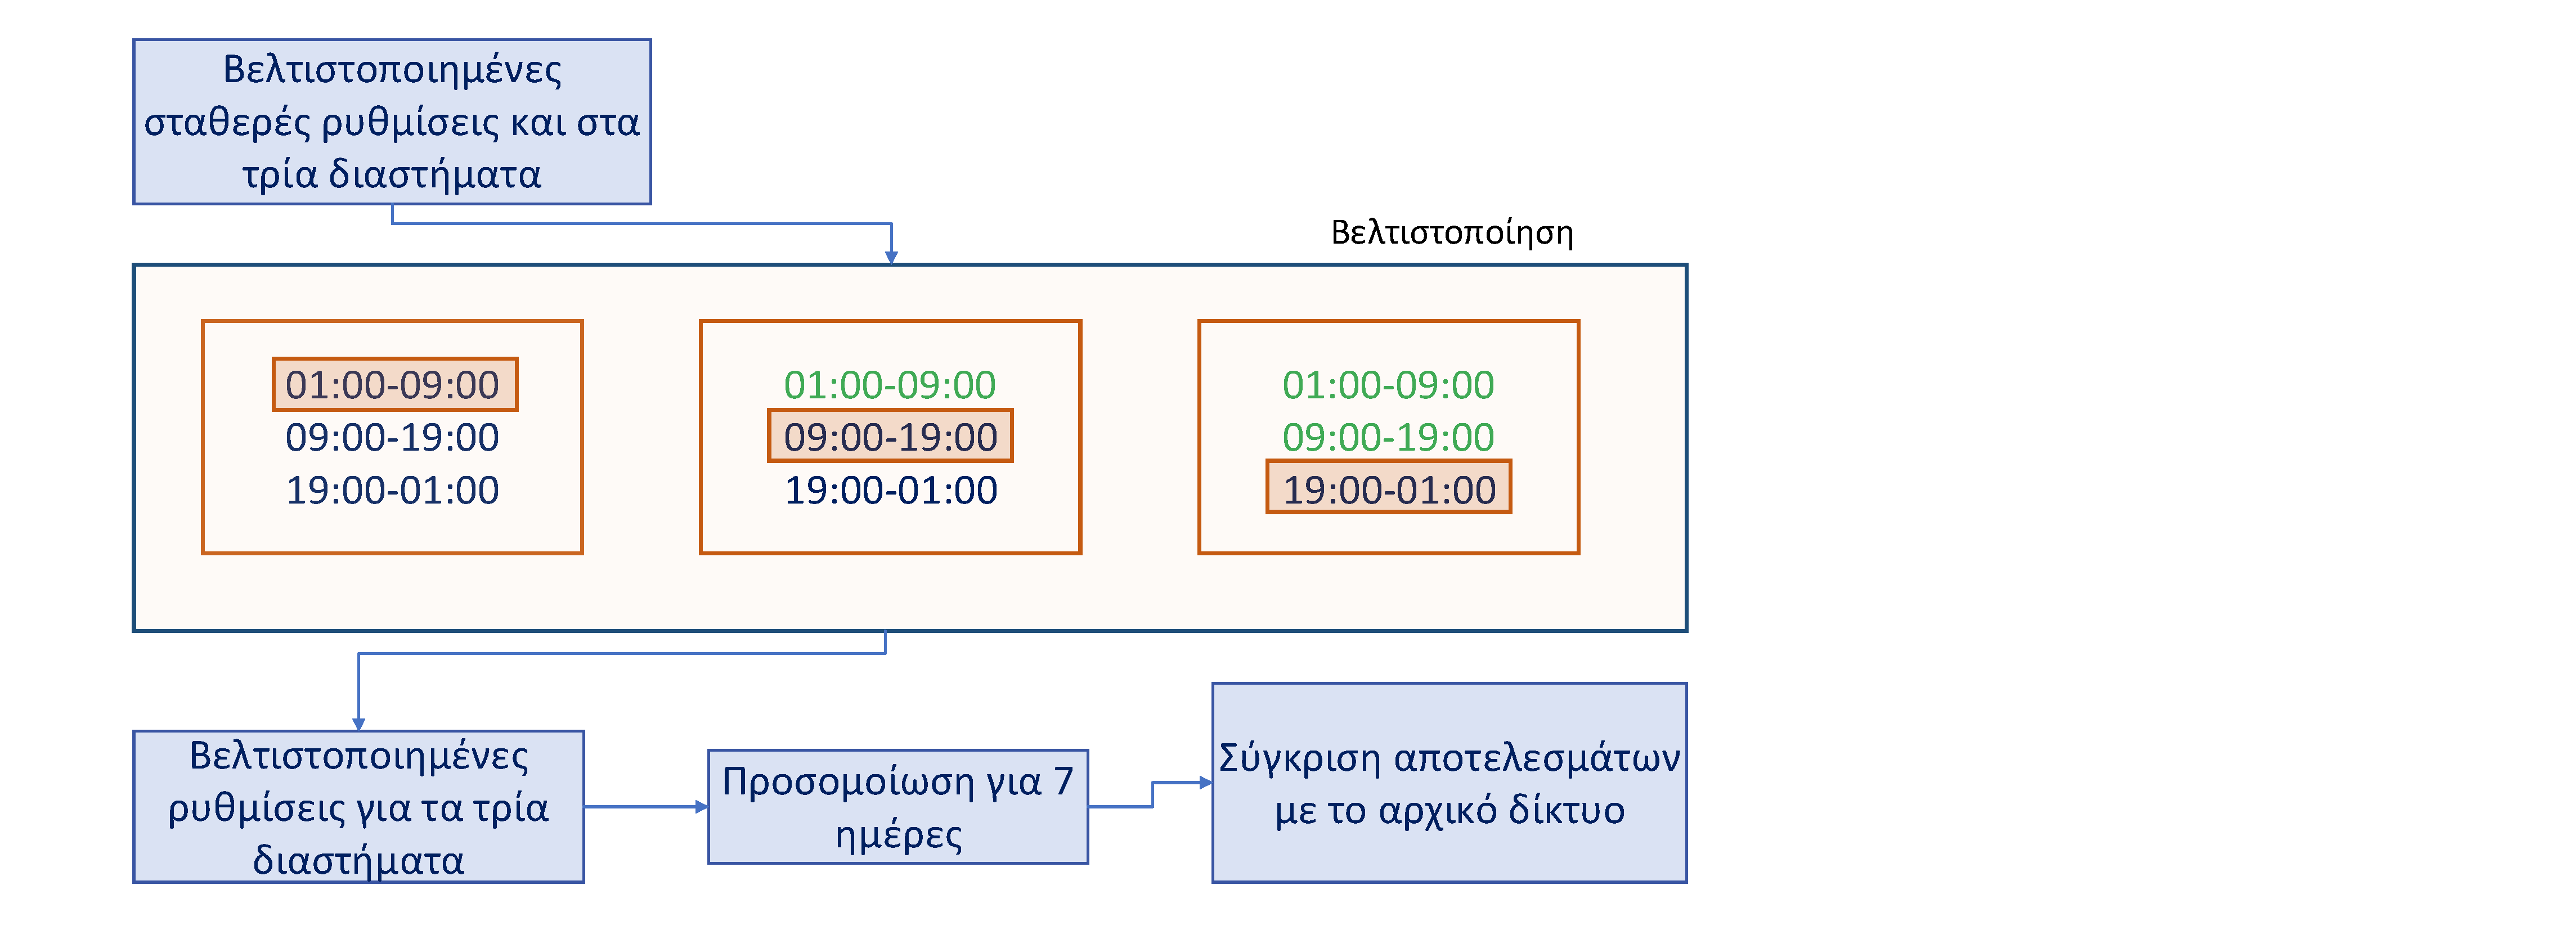 Βελτιστοποιημένες
σταθερές ρυθμίσεις και στα
τρία διαστήματα
Βελτιστοποίηση
01:00-09:00
09:00-19:00
19:00-01:00
01:00-09:00
09:00-19:00
19:00-01:00
01:00-09:00
09:00-19:00
19:00-01:00
Βελτιστοποιημένες
ρυθμίσεις για τα τρία
διαστήματα
Προσομοίωση για 7
ημέρες
Σύγκριση αποτελεσμάτων
με το αρχικό δίκτυο